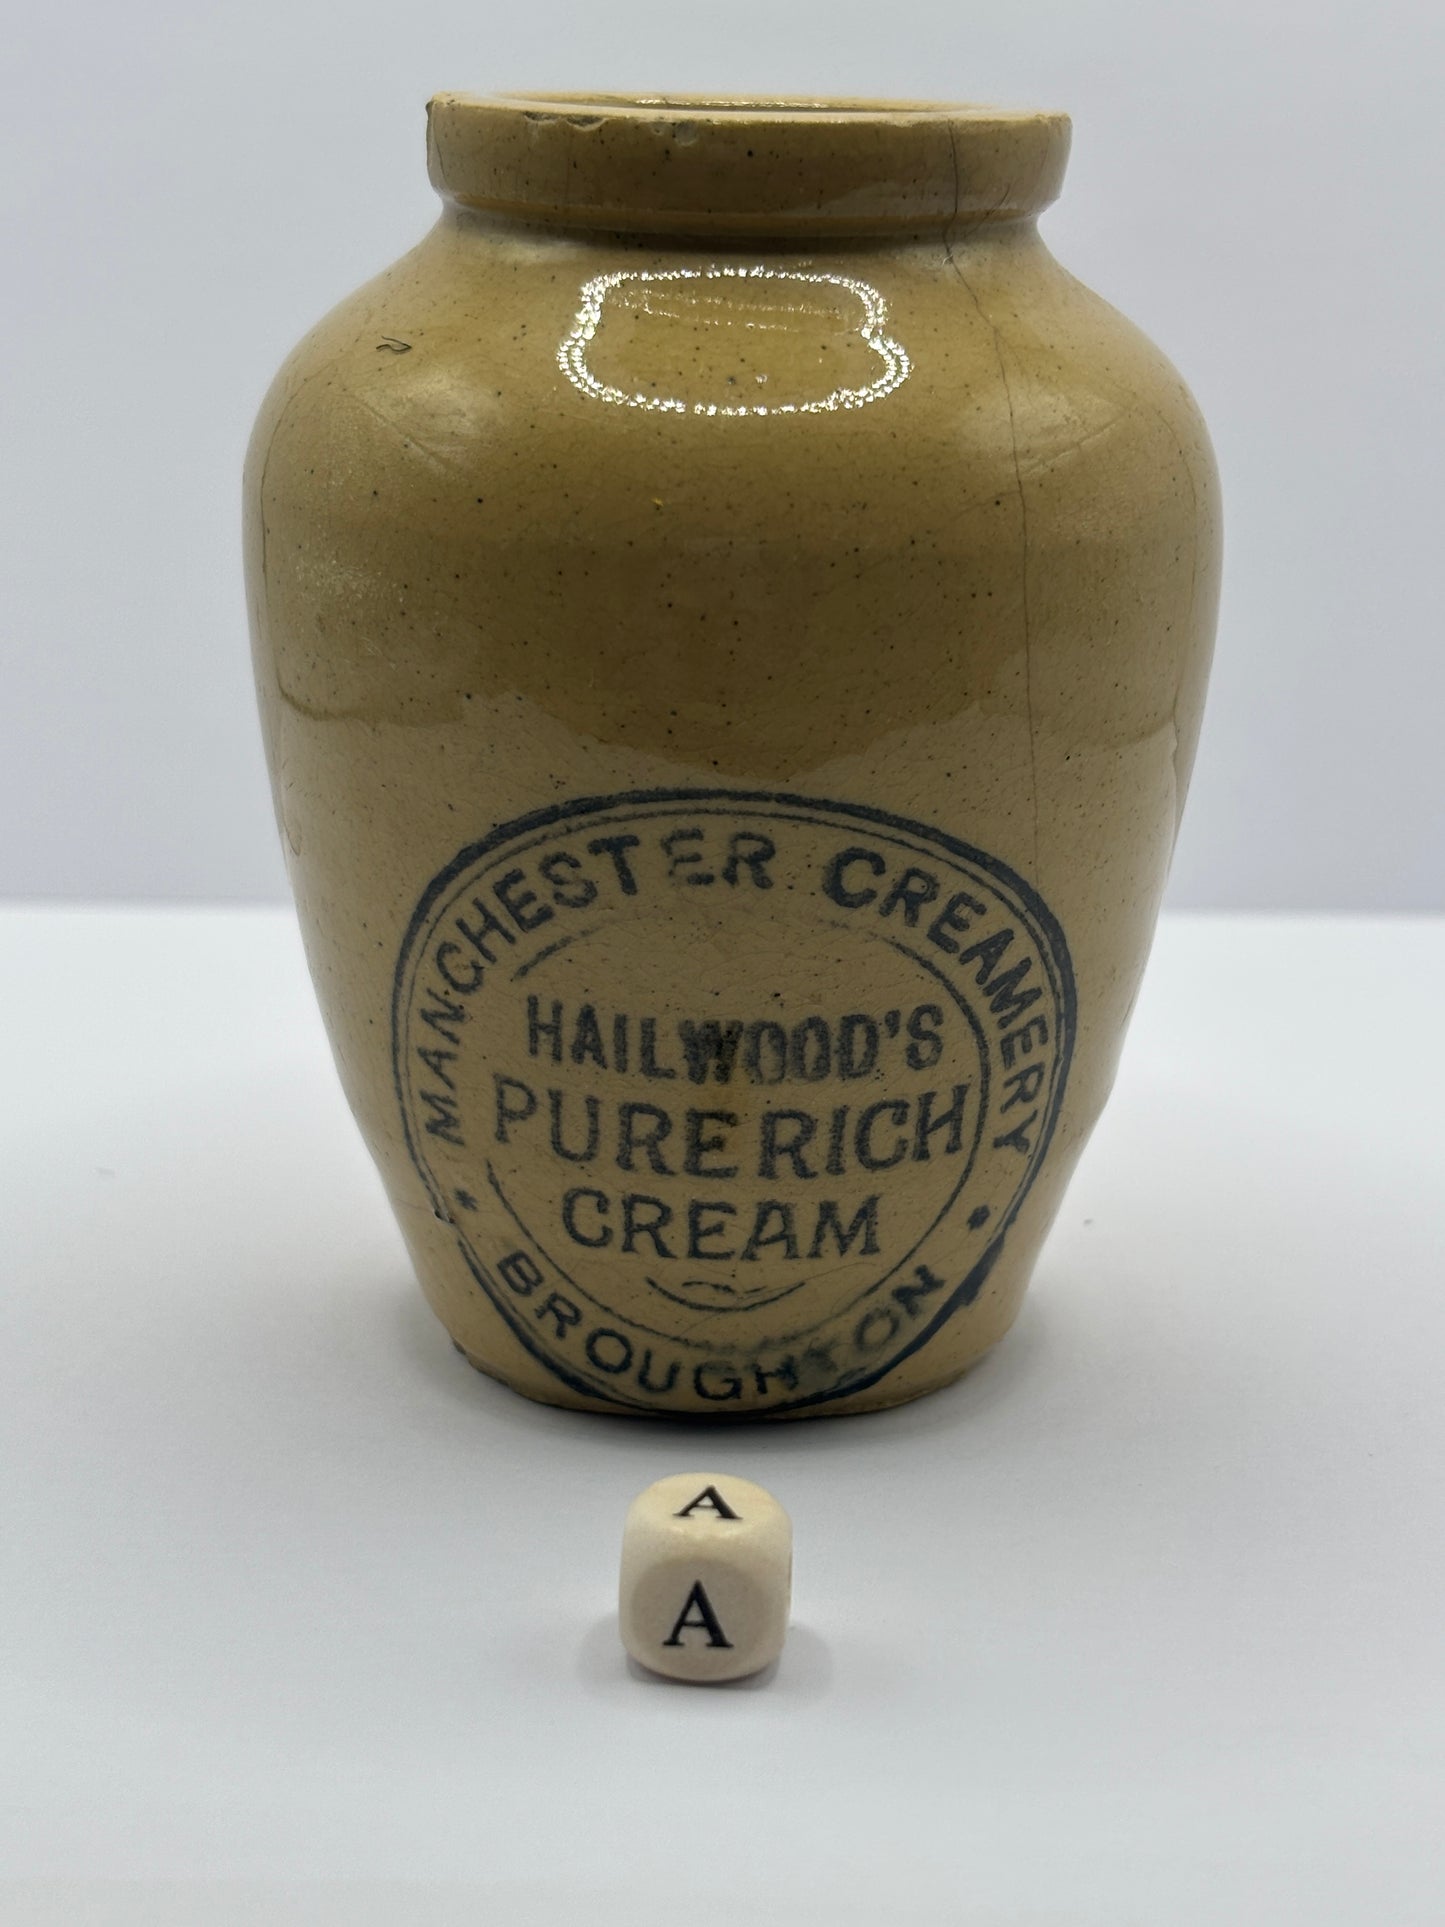 MANCHESTER CREAMERY
HAILWOOD'S
PURE RICH
CREAM
* BROUGHTON *
A
A